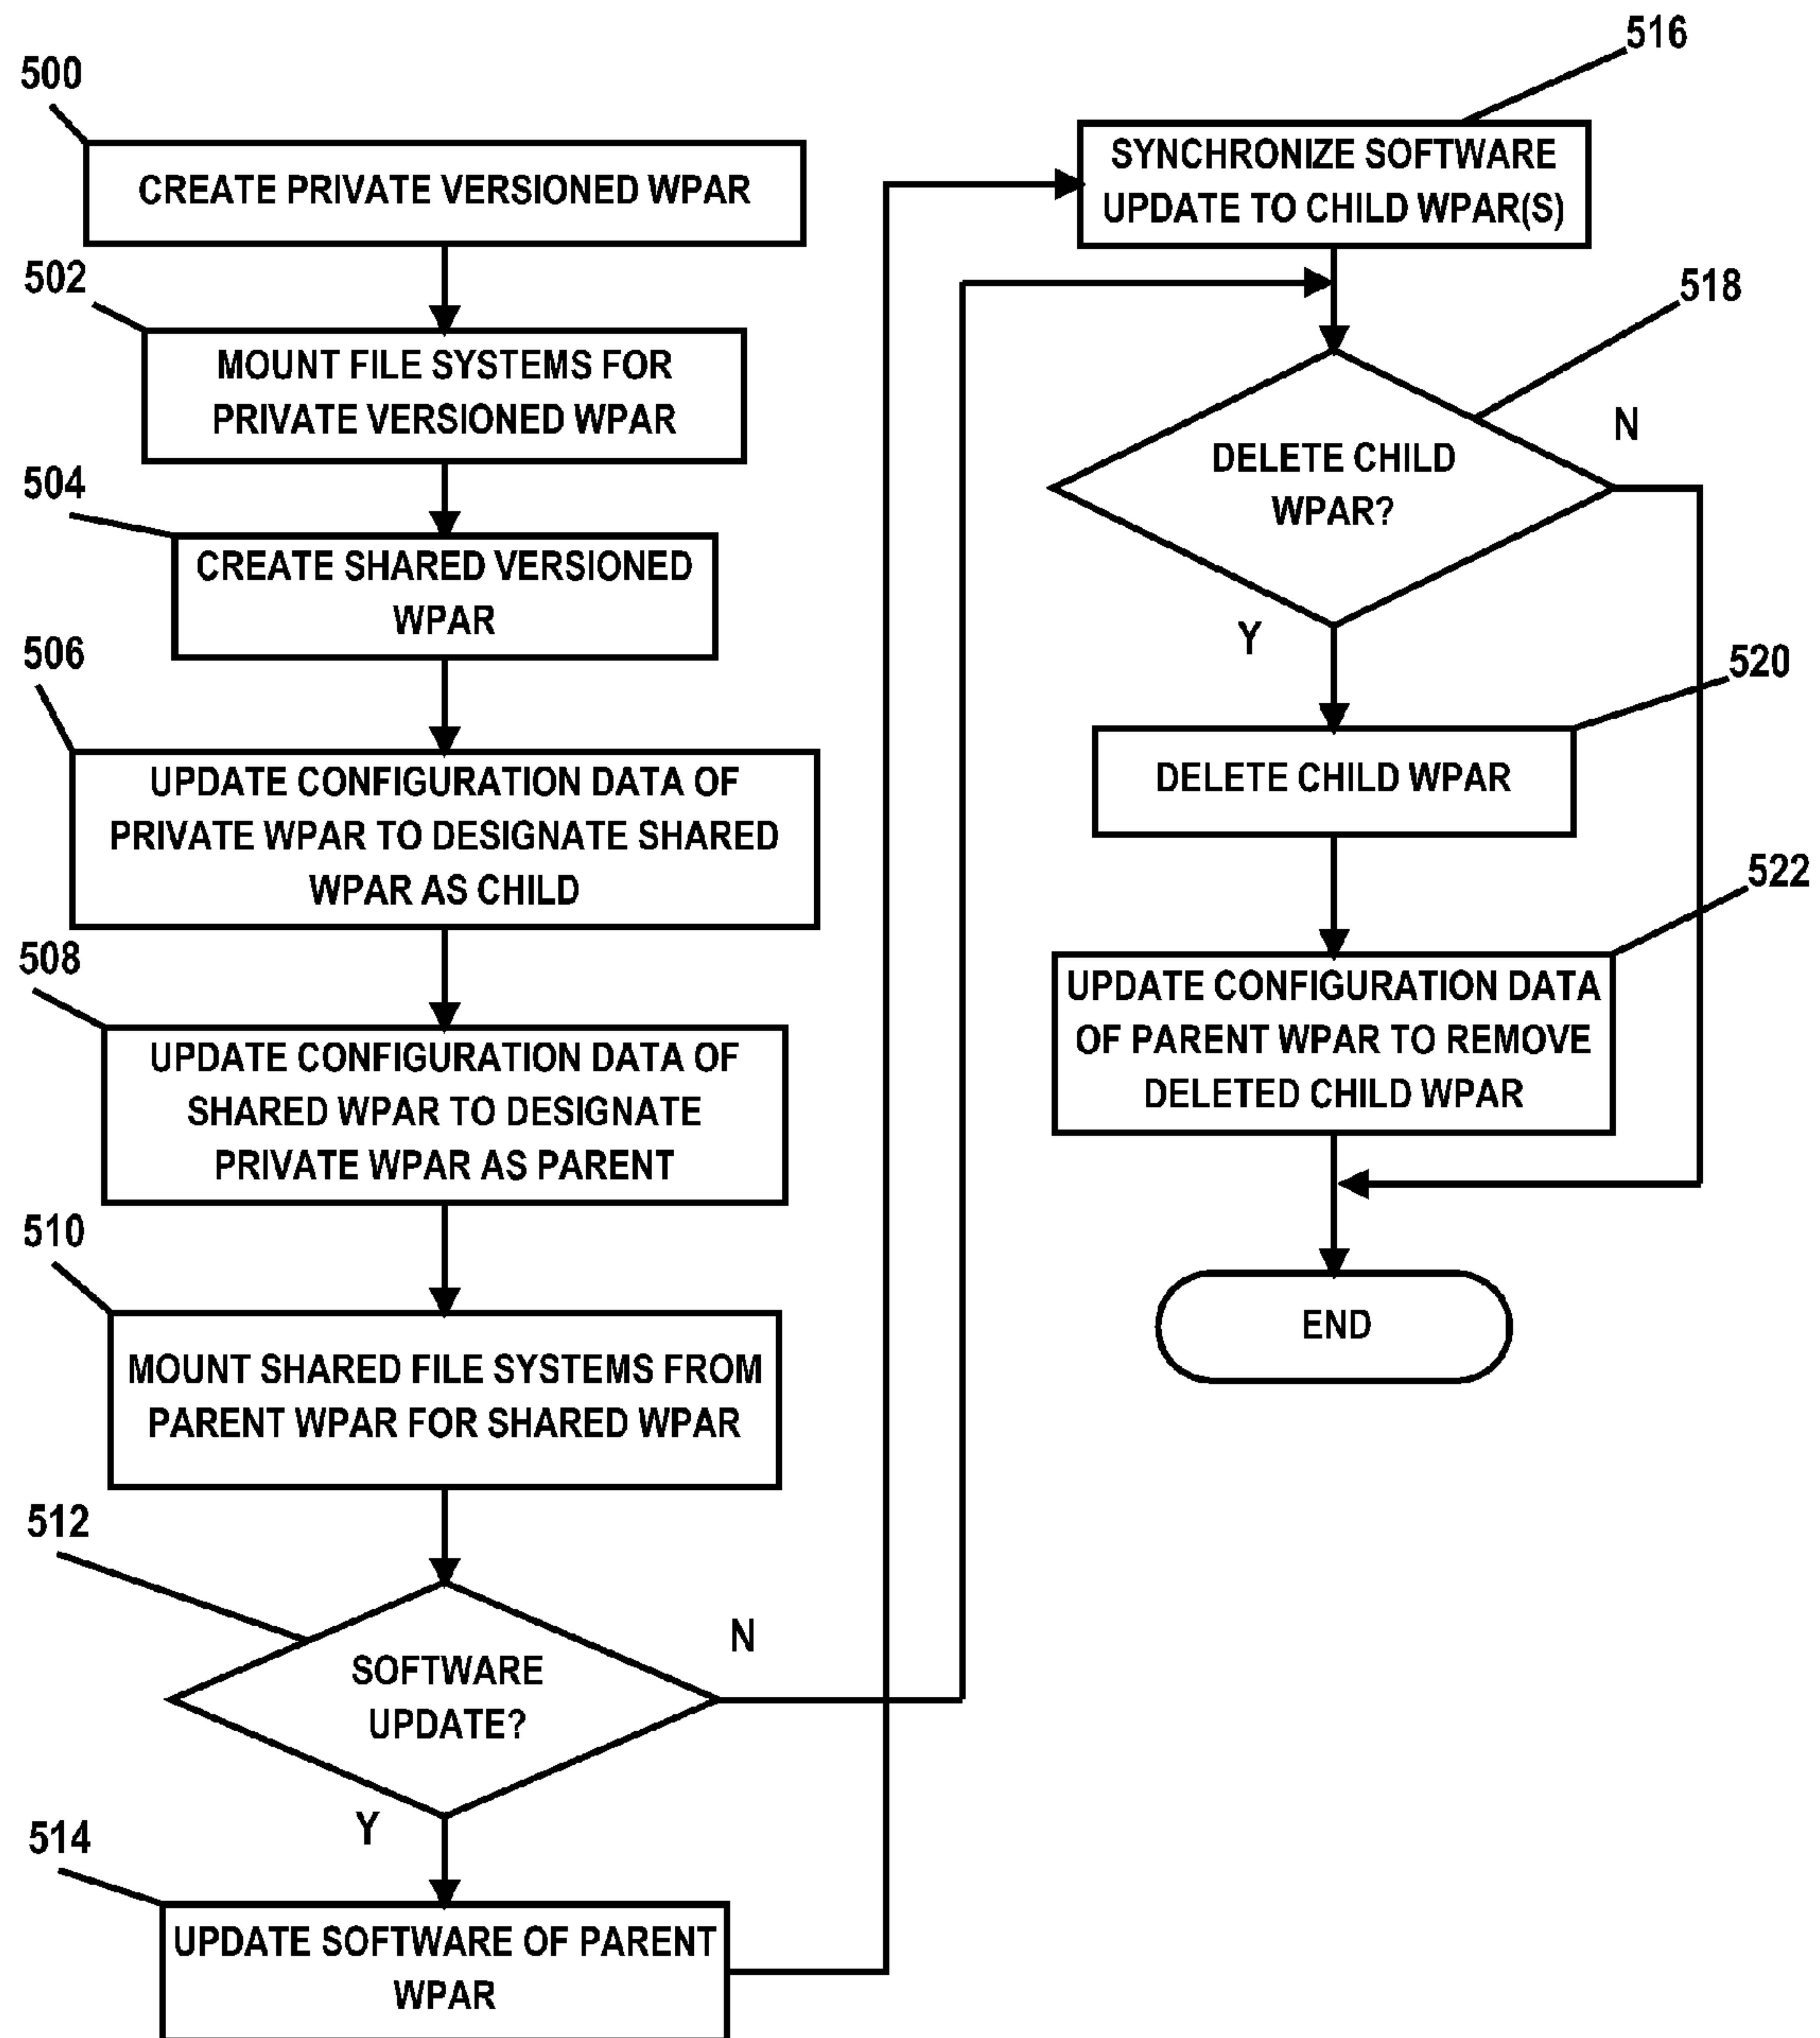 500
CREATE PRIVATE VERSIONED WPAR
502
MOUNT FILE SYSTEMS FOR
PRIVATE VERSIONED WPAR
504
CREATE SHARED VERSIONED
WPAR
506
UPDATE CONFIGURATION DATA OF
PRIVATE WPAR TO DESIGNATE SHARED
WPAR AS CHILD
508
UPDATE CONFIGURATION DATA OF
SHARED WPAR TO DESIGNATE
PRIVATE WPAR AS PARENT
510
MOUNT SHARED FILE SYSTEMS FROM
PARENT WPAR FOR SHARED WPAR
512
SOFTWARE
UPDATE?
N
Y
514
UPDATE SOFTWARE OF PARENT
WPAR
516
SYNCHRONIZE SOFTWARE
UPDATE TO CHILD WPAR(S)
518
DELETE CHILD
WPAR?
N
Y
520
DELETE CHILD WPAR
522
UPDATE CONFIGURATION DATA
OF PARENT WPAR TO REMOVE
DELETED CHILD WPAR
END